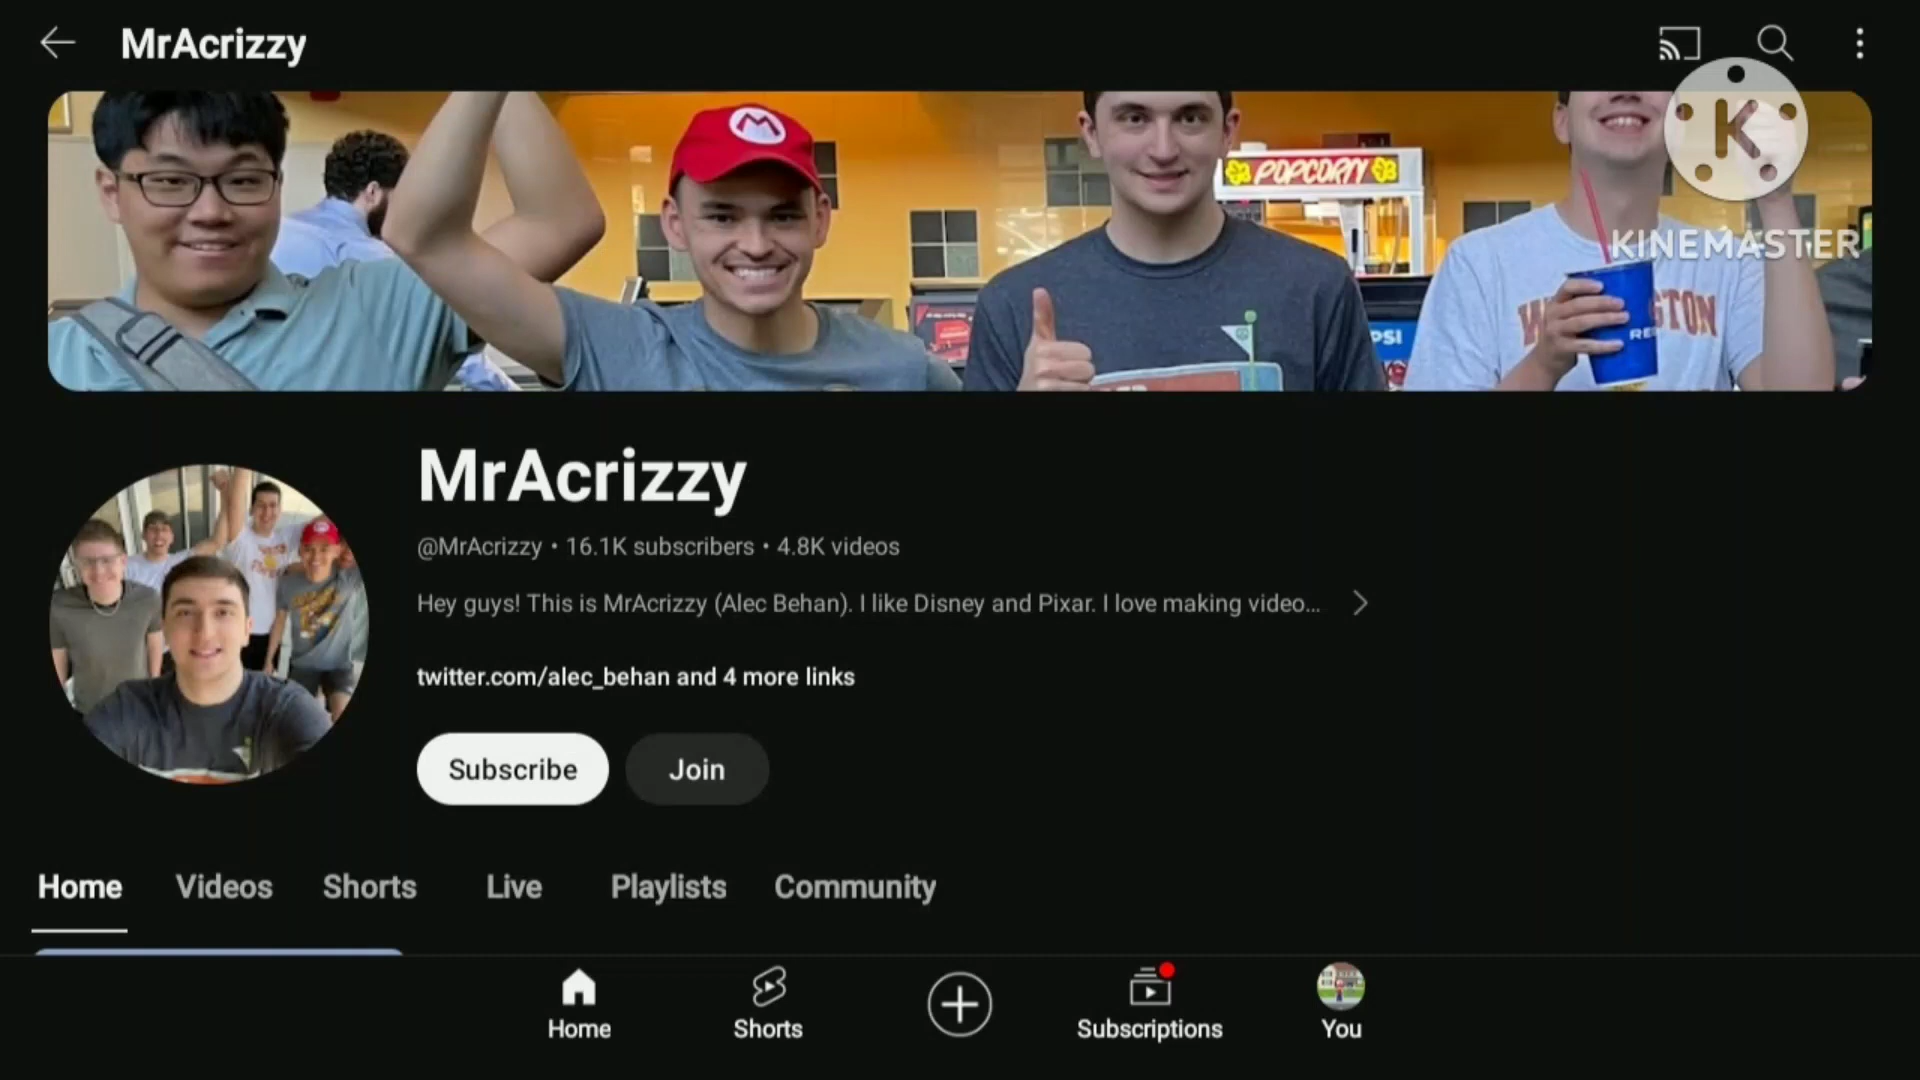 MrAcrizzy
POPCORN
K
KINEMASTER
M
PSI
MrAcrizzy
@MrAcrizzy • 16.1K subscribers • 4.8K videos
Hey guys! This is MrAcrizzy (Alec Behan). I like Disney and Pixar. I love making video...
twitter.com/alec_behan and 4 more links
Subscribe
Join
Home
Videos
Shorts
Live
Playlists
Community
Home
Shorts
Subscriptions
You